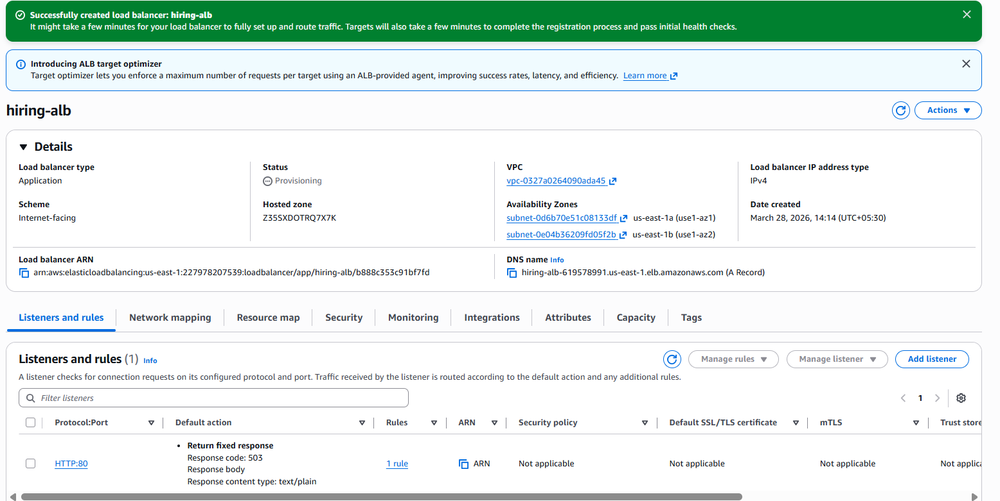 Successfully created load balancer: hiring-alb
It might take a few minutes for your load balancer to fully set up and route traffic. Targets will also take a few minutes to complete the registration process and pass initial health checks.
Introducing ALB target optimizer
Target optimizer lets you enforce a maximum number of requests per target using an ALB-provided agent, improving success rates, latency, and efficiency. Learn more
hiring-alb
Actions
Details
Load balancer type
Application
Status
Provisioning
VPC
vpc-0327a0264090ada45
Load balancer IP address type
IPv4
Scheme
Internet-facing
Hosted zone
Z35SXDOTRQ7X7K
Availability Zones
subnet-0d6b70e51c08133df us-east-1a (use1-az1)
subnet-0e04b36209fd05f2b us-east-1b (use1-az2)
Date created
March 28, 2026, 14:14 (UTC+05:30)
Load balancer ARN
arn:aws:elasticloadbalancing:us-east-1:227978207539:loadbalancer/app/hiring-alb/b888c353c91bf7fd
DNS name Info
hiring-alb-619578991.us-east-1.elb.amazonaws.com (A Record)
Listeners and rules Network mapping Resource map Security Monitoring Integrations Attributes Capacity Tags
Listeners and rules (1) Info
Manage rules Manage listener Add listener
A listener checks for connection requests on its configured protocol and port. Traffic received by the listener is routed according to the default action and any additional rules.
Filter listeners
1
Protocol:Port Default action Rules ARN Security policy Default SSL/TLS certificate mTLS Trust store
HTTP:80
• Return fixed response
Response code: 503
Response body
Response content type: text/plain
1 rule
ARN
Not applicable
Not applicable
Not applicable
Not applica